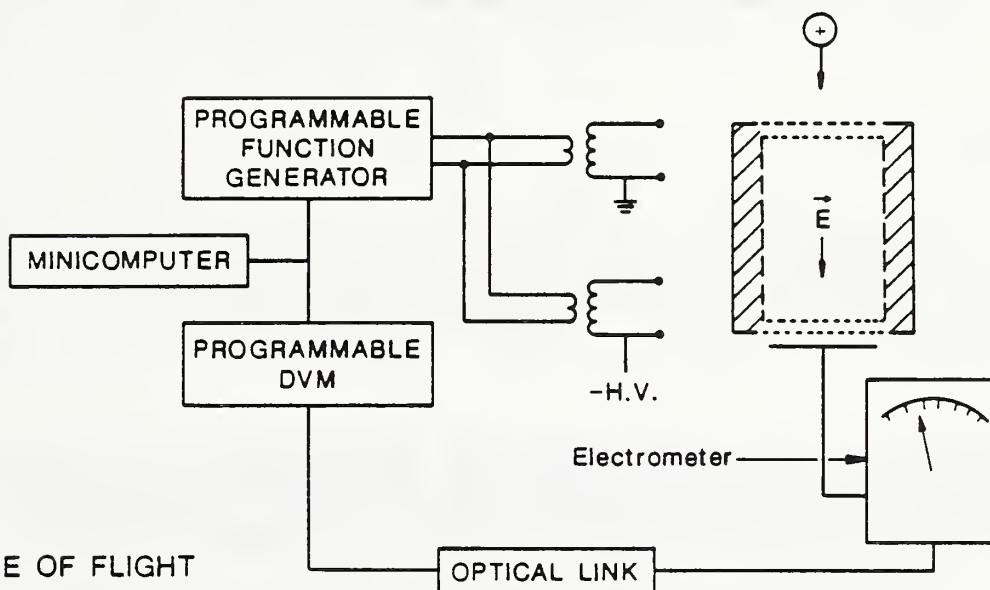 +
PROGRAMMABLE
FUNCTION
GENERATOR
E
MINICOMPUTER
PROGRAMMABLE
DVM
-H.V.
Electrometer
E OF FLIGHT
OPTICAL LINK